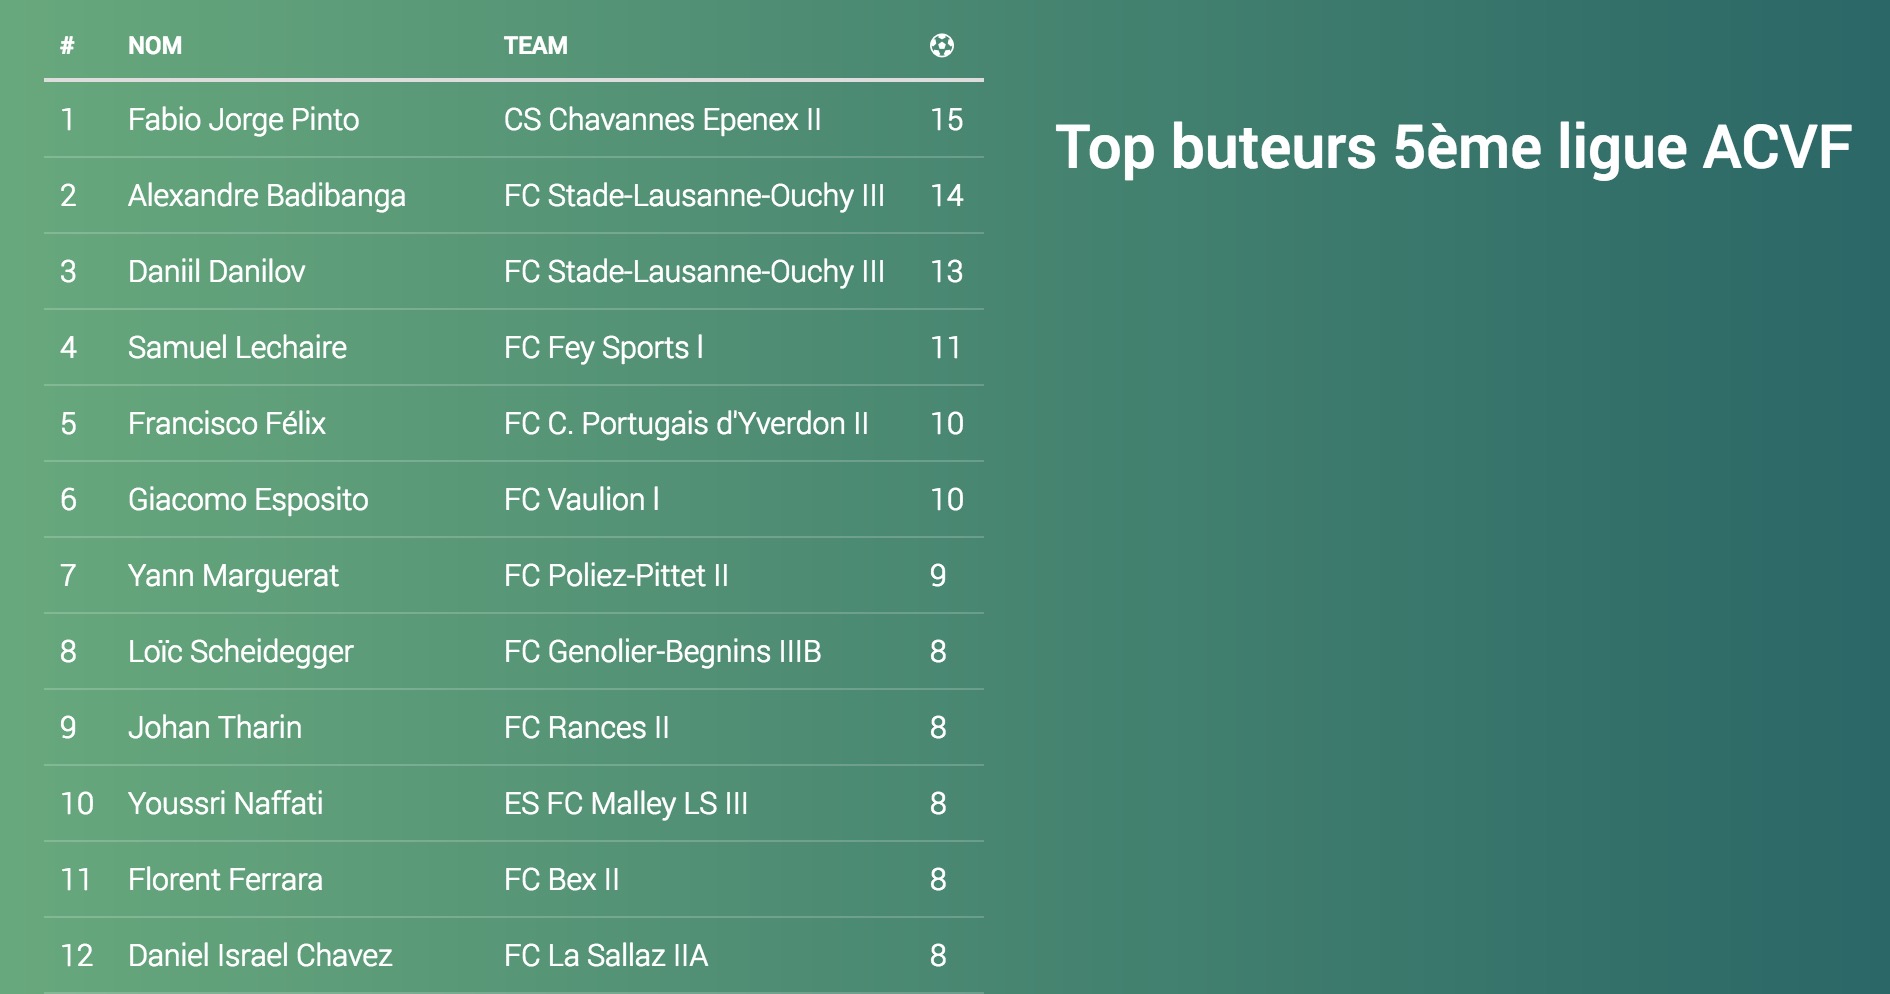 # NOM TEAM
1 Fabio Jorge Pinto CS Chavannes Epenex II 15
Top buteurs 5ème ligue ACVF
2 Alexandre Badibanga FC Stade-Lausanne-Ouchy III 14
3 Daniil Danilov FC Stade-Lausanne-Ouchy III 13
4 Samuel Lechaire FC Fey Sports l 11
5 Francisco Félix FC C. Portugais d'Yverdon II 10
6 Giacomo Esposito FC Vaulion l 10
7 Yann Marguerat FC Poliez-Pittet II 9
8 Loïc Scheidegger FC Genolier-Begnins IIIB 8
9 Johan Tharin FC Rances II 8
10 Youssri Naffati ES FC Malley LS III 8
11 Florent Ferrara FC Bex II 8
12 Daniel Israel Chavez FC La Sallaz IIA 8